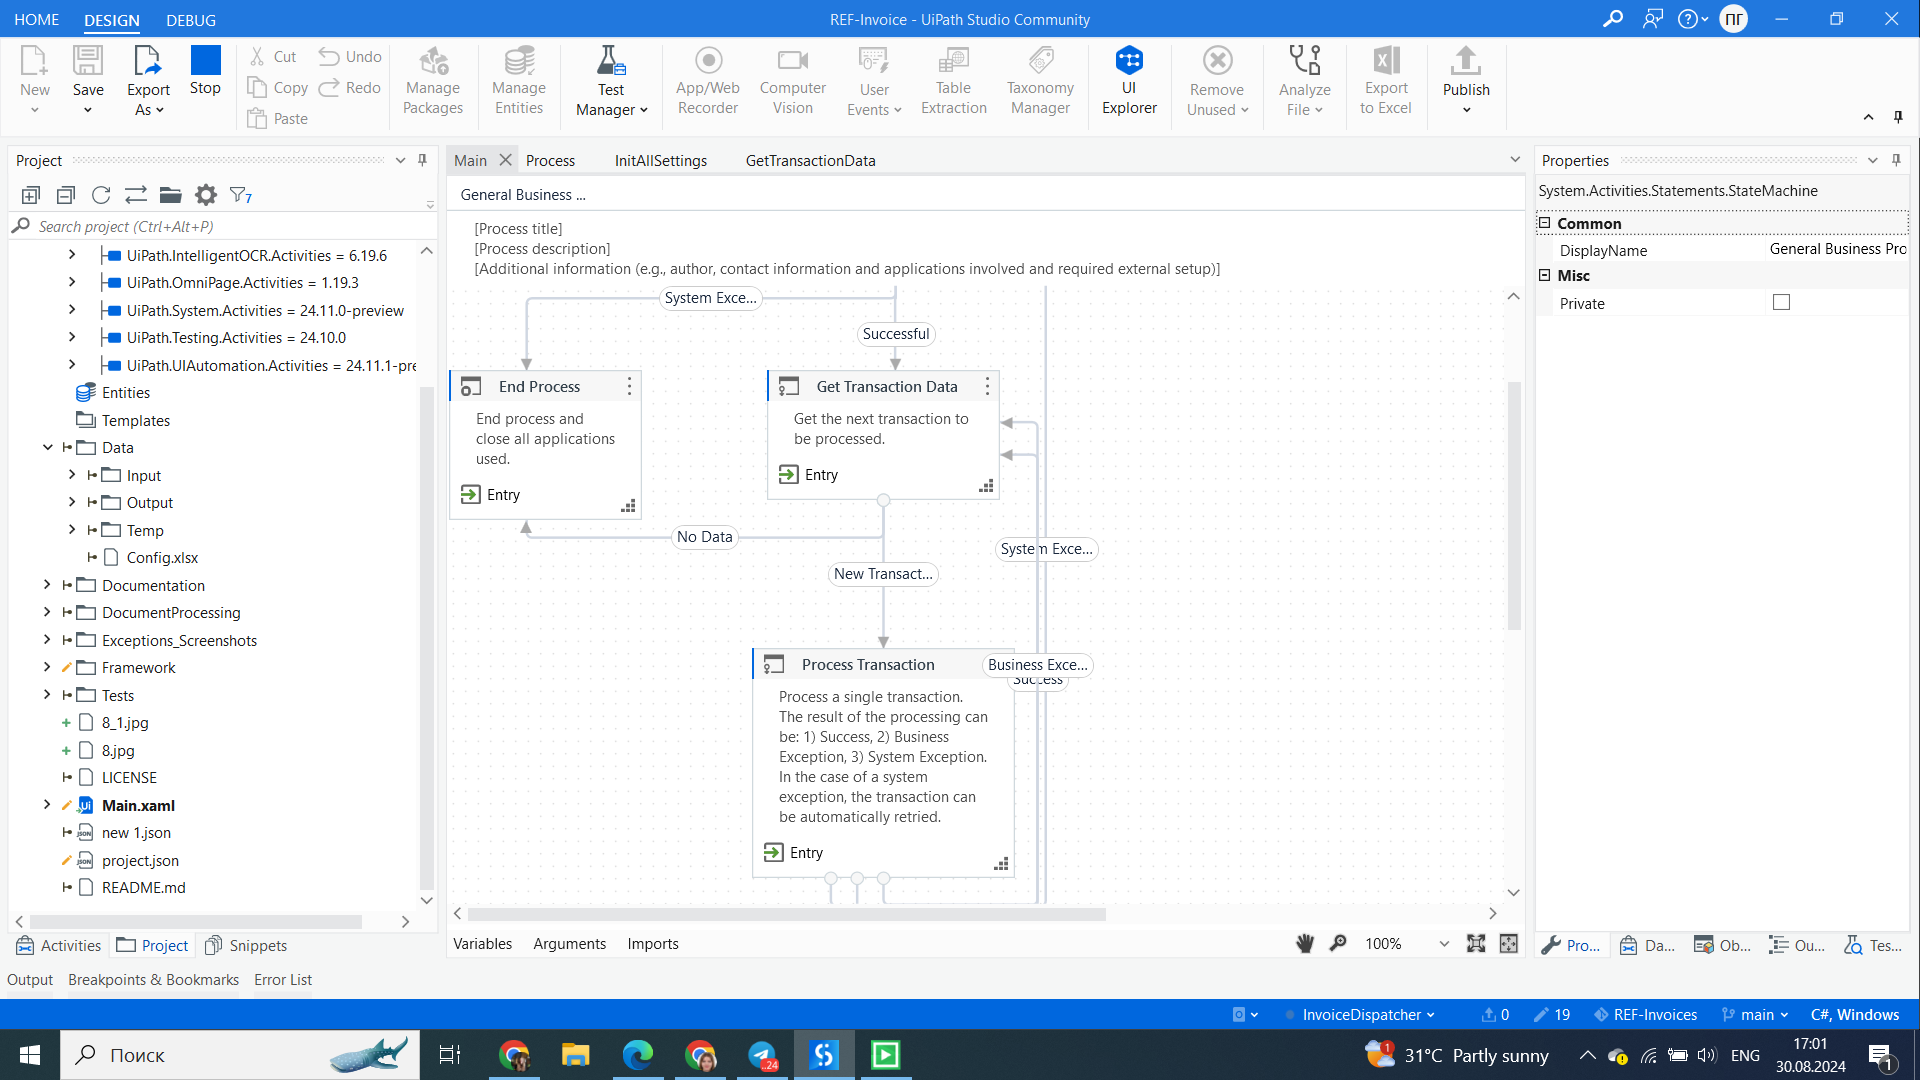 HOME
DESIGN
DEBUG
REF-Invoice - UiPath Studio Community
ПГ
New
Save
Export As
Stop
Cut
Copy
Paste
Undo
Redo
Manage Packages
Manage Entities
Test Manager
App/Web Recorder
Computer Vision
User Events
Table Extraction
Taxonomy Manager
UI Explorer
Remove Unused
Analyze File
Export to Excel
Publish
Project
7
Search project (Ctrl+Alt+P)
UiPath.IntelligentOCR.Activities = 6.19.6
UiPath.OmniPage.Activities = 1.19.3
UiPath.System.Activities = 24.11.0-preview
UiPath.Testing.Activities = 24.10.0
UiPath.UIAutomation.Activities = 24.11.1-pre
Entities
Templates
Data
Input
Output
Temp
Config.xlsx
Documentation
DocumentProcessing
Exceptions_Screenshots
Framework
Tests
8_1.jpg
8.jpg
LICENSE
Main.xaml
new 1.json
project.json
README.md
Activities
Project
Snippets
Output
Breakpoints & Bookmarks
Error List
Main
Process
InitAllSettings
GetTransactionData
General Business ...
[Process title]
[Process description]
[Additional information (e.g., author, contact information and applications involved and required external setup)]
System Exce...
Successful
End Process
End process and
close all applications
used.
Entry
Get Transaction Data
Get the next transaction to
be processed.
Entry
No Data
New Transact...
System Exce...
Business Exce...
Success
Process Transaction
Process a single transaction.
The result of the processing can
be: 1) Success, 2) Business
Exception, 3) System Exception.
In the case of a system
exception, the transaction can
be automatically retried.
Entry
Variables
Arguments
Imports
100%
Properties
System.Activities.Statements.StateMachine
Common
DisplayName
General Business Pro
Misc
Private
Pro...
Da...
Ob...
Ou...
Tes...
InvoiceDispatcher
0
19
REF-Invoices
main
C#, Windows
Поиск
..24
1
31°C Partly sunny
ENG
17:01
30.08.2024
1